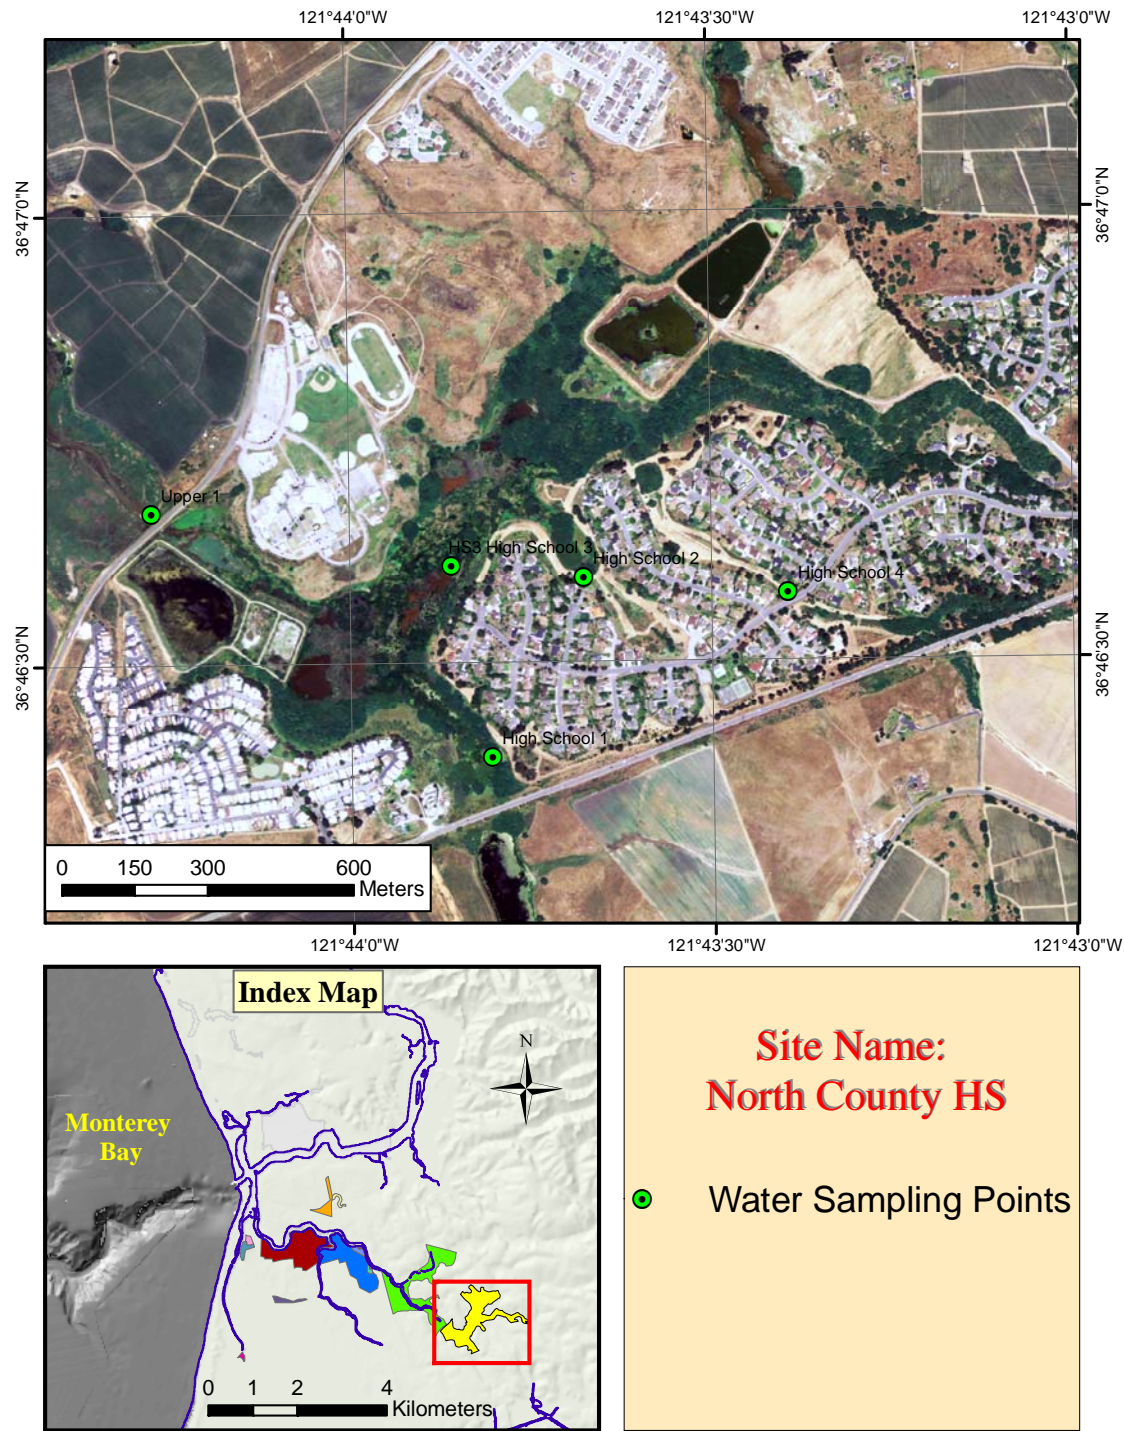 121°44'0"W
121°43'30"W
121°43'0"W
36°47'0"N
36°47'0"N
Upper 1
HS3 High School 3
High School 2
High School 4
36°46'30"N
36°46'30"N
High School 1
0 150 300 600
Meters
121°44'0"W
121°43'30"W
121°43'0"W
Index Map
N
Monterey
Bay
0 1 2 4
Kilometers
Site Name:
North County HS
Water Sampling Points